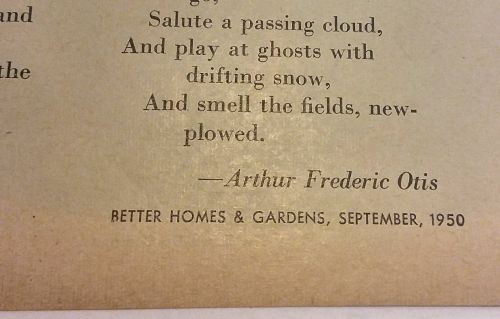 and
Salute a passing cloud,
And play at ghosts with
the
drifting snow,
And smell the fields, new-
plowed.
—Arthur Frederic Otis
BETTER HOMES & GARDENS, SEPTEMBER, 1950